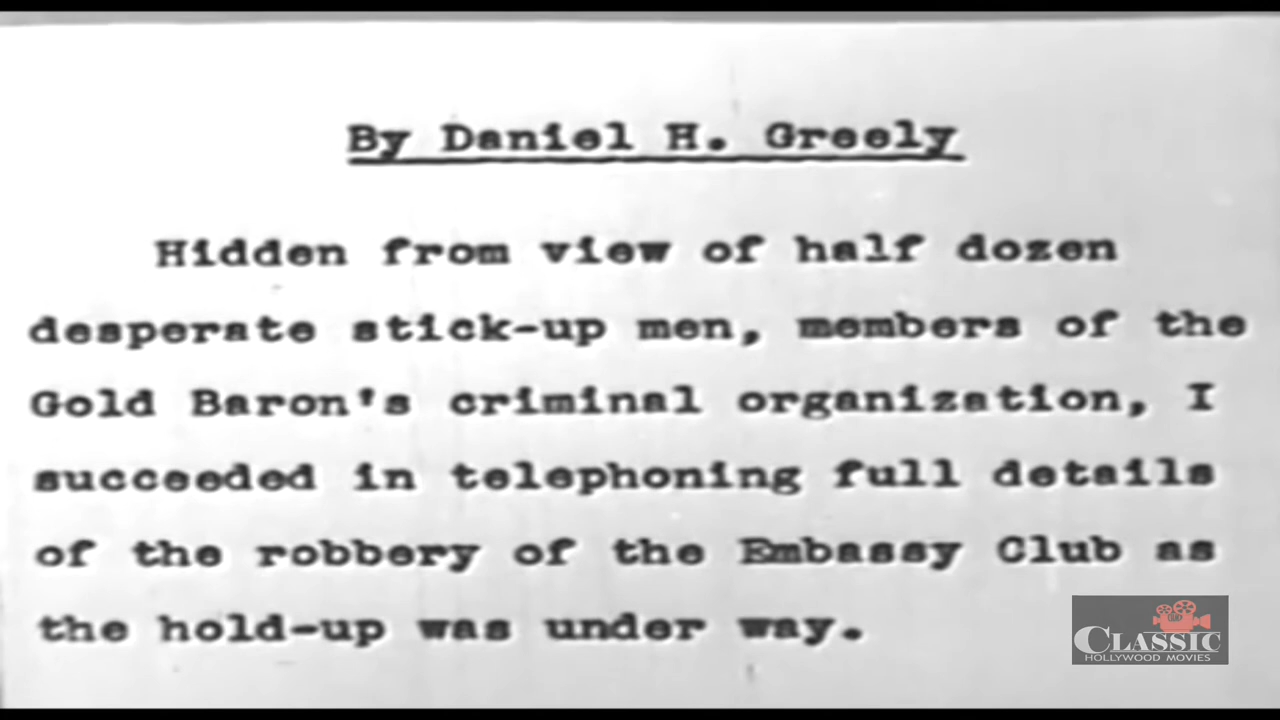 By Daniel H. Greely
Hidden from view of half dozen
desperate stick-up men, members of the
Gold Baron's criminal organization, I
succeeded in telephoning full details
of the robbery of the Embassy Club as
the hold-up was under way.
CLASSIC
HOLLYWOOD MOVIES